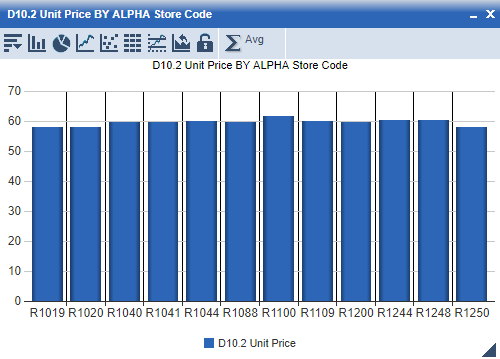 D10.2 Unit Price BY ALPHA Store Code
Avg
D10.2 Unit Price BY ALPHA Store Code
70
60
50
40
30
20
10
0
R1019 R1020 R1040 R1041 R1044 R1088 R1100 R1109 R1200 R1244 R1248 R1250
D10.2 Unit Price